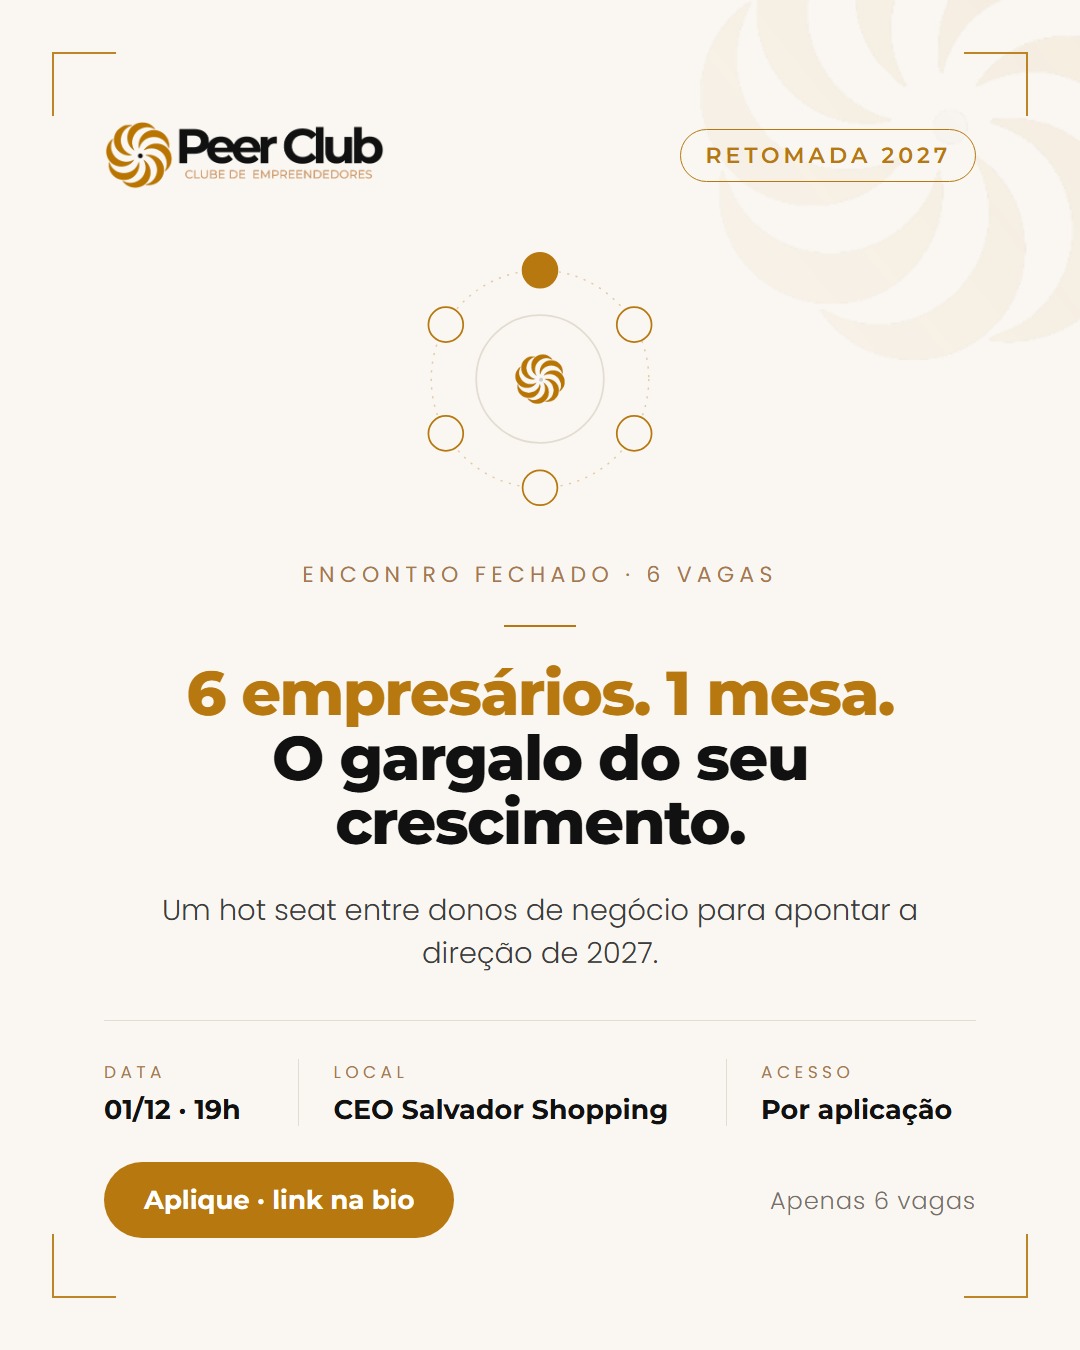 Peer Club
CLUBE DE EMPREENDEDORES
RETOMADA 2027
ENCONTRO FECHADO · 6 VAGAS
6 empresários. 1 mesa.
O gargalo do seu
crescimento.
Um hot seat entre donos de negócio para apontar a
direção de 2027.
DATA
01/12 · 19h
LOCAL
CEO Salvador Shopping
ACESSO
Por aplicação
Aplique · link na bio
Apenas 6 vagas